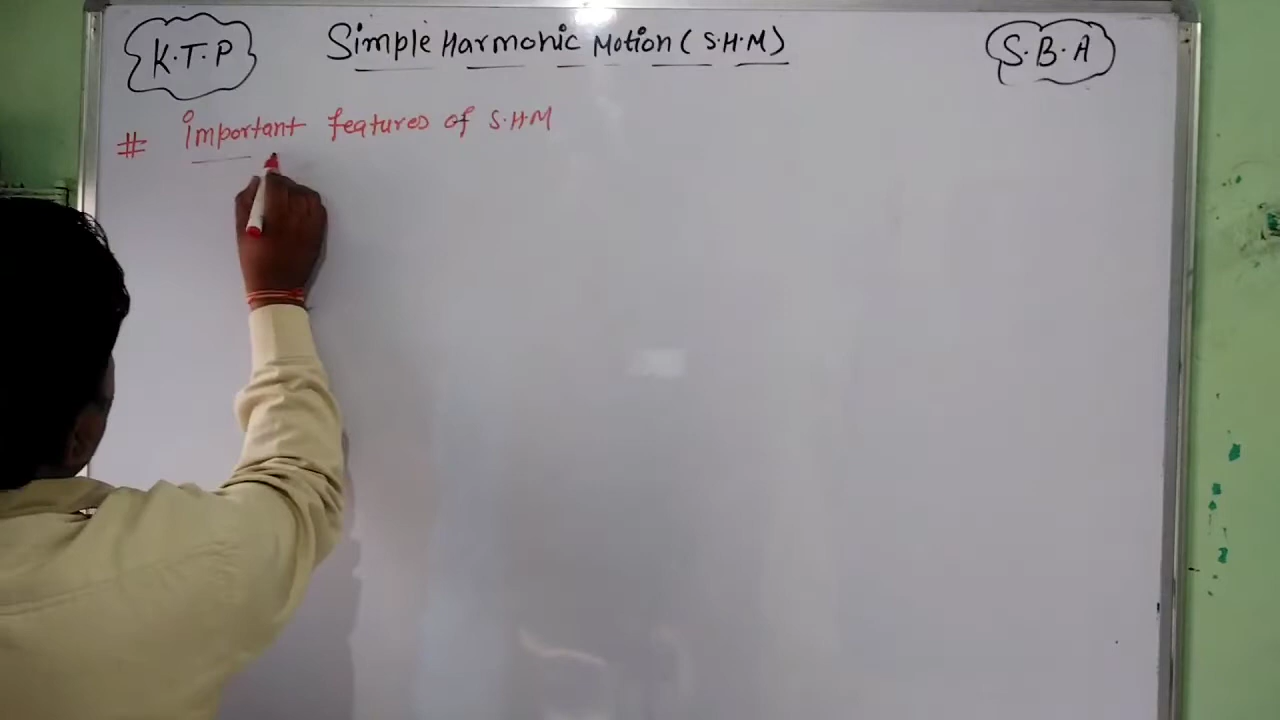 K.T.P Simple Harmonic Motion (S.H.M) S.B.A
# important features of S.H.M